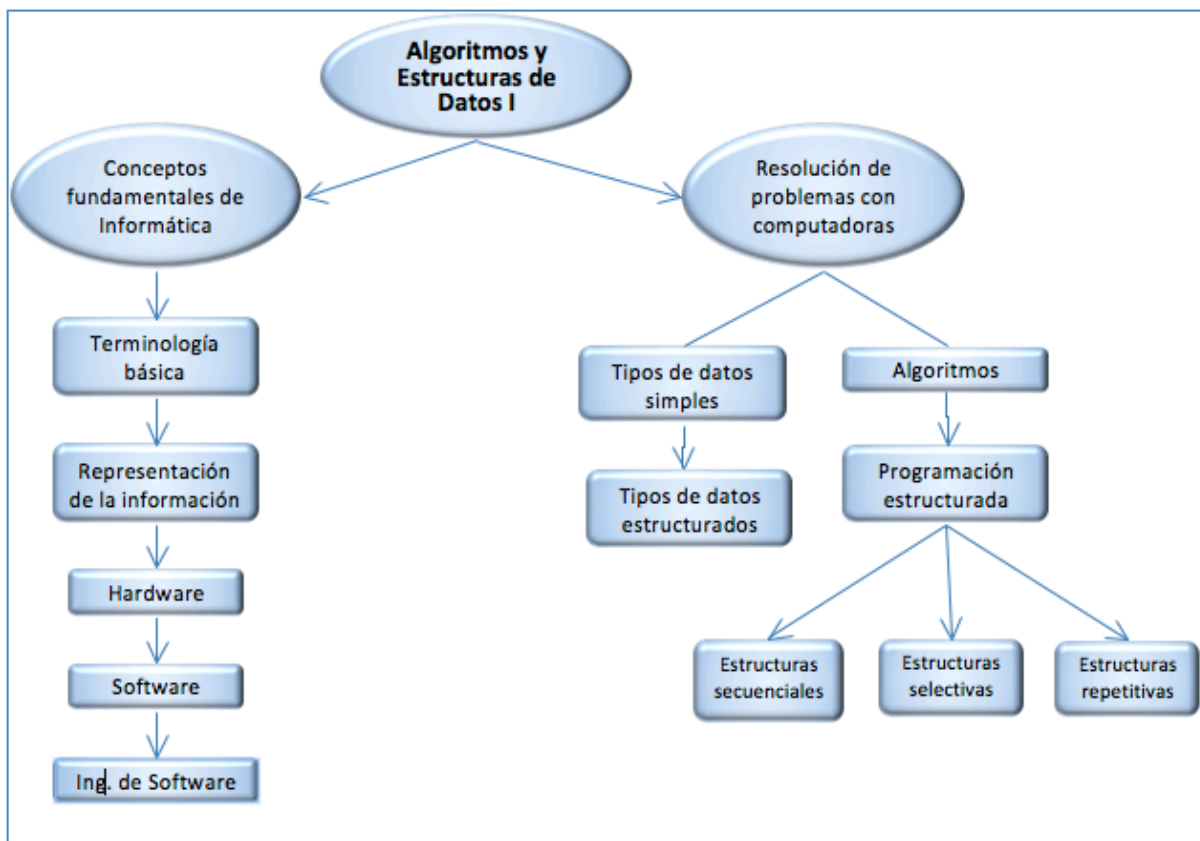 Algoritmos y
Estructuras de
Datos I
Conceptos
fundamentales de
Informática
Resolución de
problemas con
computadoras
Terminología
básica
Tipos de datos
simples
Algoritmos
Representación
de la información
Tipos de datos
estructurados
Programación
estructurada
Hardware
Software
Estructuras
secuenciales
Estructuras
selectivas
Estructuras
repetitivas
Ing. de Software